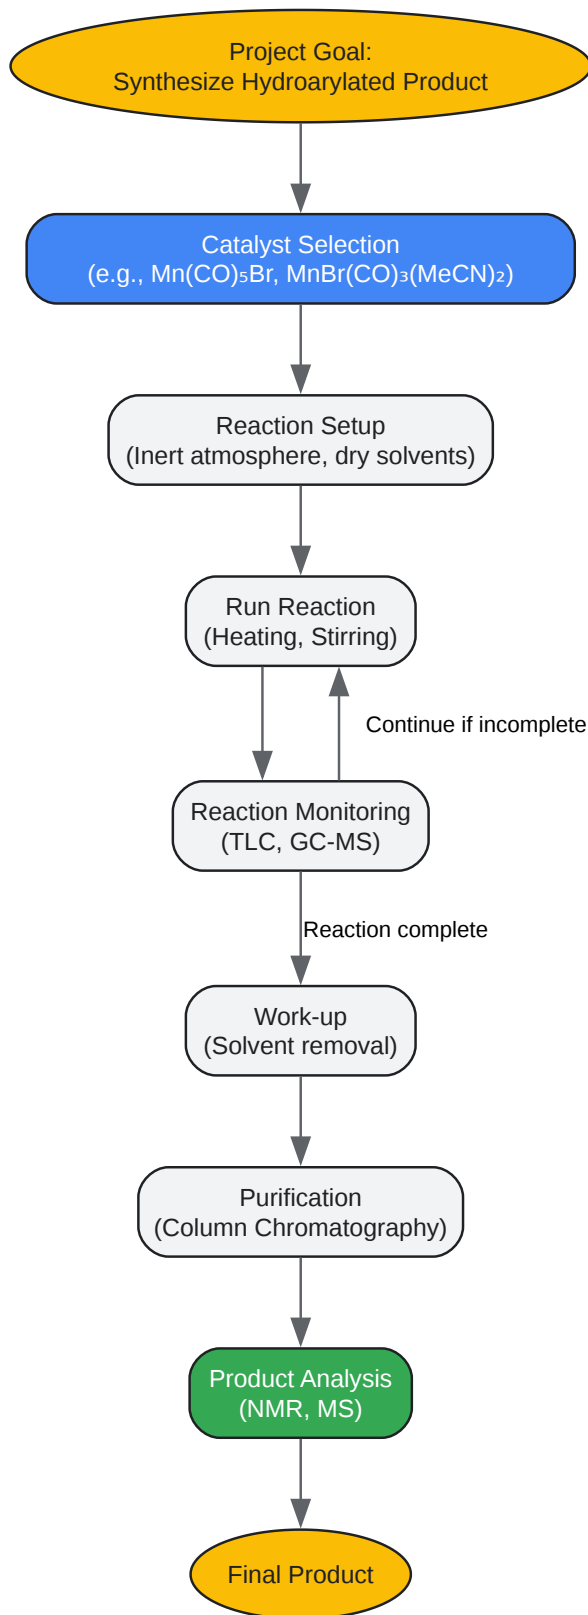 Project Goal:
Synthesize Hydroarylated Product
Catalyst Selection
(e.g., Mn(CO)₅Br, MnBr(CO)₃(MeCN)₂)
Reaction Setup
(Inert atmosphere, dry solvents)
Run Reaction
(Heating, Stirring)
Continue if incomplete
Reaction Monitoring
(TLC, GC-MS)
Reaction complete
Work-up
(Solvent removal)
Purification
(Column Chromatography)
Product Analysis
(NMR, MS)
Final Product